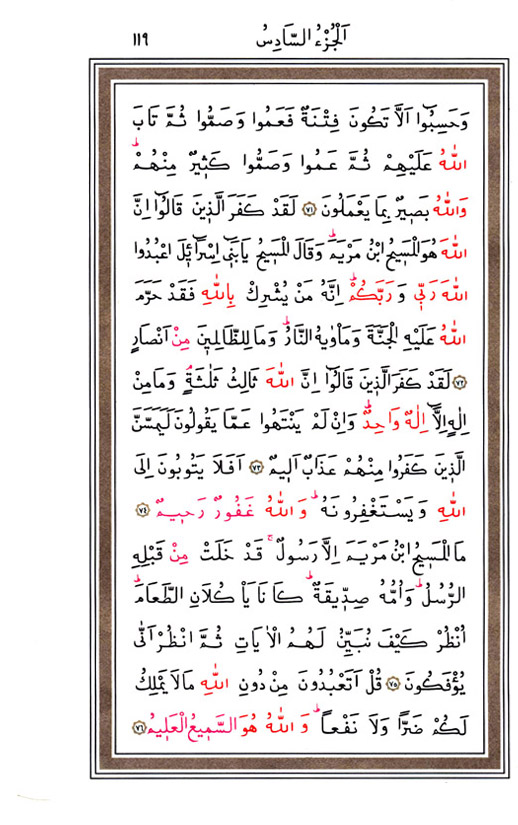 اَلْجُزْءُ السَّادِسُ ١١٩
وَحَسِبُٓوا اَلَّا تَكُونَ فِتْنَةٌ فَعَمُوا وَصَمُّوا ثُمَّ تَابَ
اللّٰهُ عَلَيْهِمْ ثُمَّ عَمُوا وَصَمُّوا كَثٖيرٌ مِنْهُمْۜ
وَاللّٰهُ بَصٖيرٌ بِمَا يَعْمَلُونَ ﴿٧١﴾ لَقَدْ كَفَرَ الَّذٖينَ قَالُٓوا اِنَّ
اللّٰهَ هُوَ الْمَسٖيحُ ابْنُ مَرْيَمَۜ وَقَالَ الْمَسٖيحُ يَا بَنٖٓي اِسْرَٓائٖلَ اعْبُدُوا
اللّٰهَ رَبّٖي وَرَبَّكُمْۜ اِنَّهُ مَنْ يُشْرِكْ بِاللّٰهِ فَقَدْ حَرَّمَ
اللّٰهُ عَلَيْهِ الْجَنَّةَ وَمَأْوٰيهُ النَّارُۜ وَمَا لِلظَّالِمٖينَ مِنْ اَنْصَارٍ
﴿٧٢﴾ لَقَدْ كَفَرَ الَّذٖينَ قَالُٓوا اِنَّ اللّٰهَ ثَالِثُ ثَلٰثَةٍۘ وَمَا مِنْ
اِلٰهٍ اِلَّٓا اِلٰهٌ وَاحِدٌۜ وَاِنْ لَمْ يَنْتَهُوا عَمَّا يَقُولُونَ لَيَمَسَّنَّ
الَّذٖينَ كَفَرُوا مِنْهُمْ عَذَابٌ اَلٖيمٌ ﴿٧٣﴾ اَفَلَا يَتُوبُونَ اِلَى
اللّٰهِ وَيَسْتَغْفِرُونَهُۜ وَاللّٰهُ غَفُورٌ رَحٖيمٌ ﴿٧٤﴾
مَا الْمَسٖيحُ ابْنُ مَرْيَمَ اِلَّا رَسُولٌۚ قَدْ خَلَتْ مِنْ قَبْلِهِ
الرُّسُلُۜ وَاُمُّهُ صِدّٖيقَةٌۜ كَانَا يَأْكُلَانِ الطَّعَامَۜ
اُنْظُرْ كَيْفَ نُبَيِّنُ لَهُمُ الْاٰيَاتِ ثُمَّ انْظُرْ اَنّٰى
يُؤْفَكُونَ ﴿٧٥﴾ قُلْ اَتَعْبُدُونَ مِنْ دُونِ اللّٰهِ مَا لَا يَمْلِكُ
لَكُمْ ضَرًّا وَلَا نَفْعًاۜ وَاللّٰهُ هُوَ السَّمٖيعُ الْعَلٖيمُ ﴿٧٦﴾